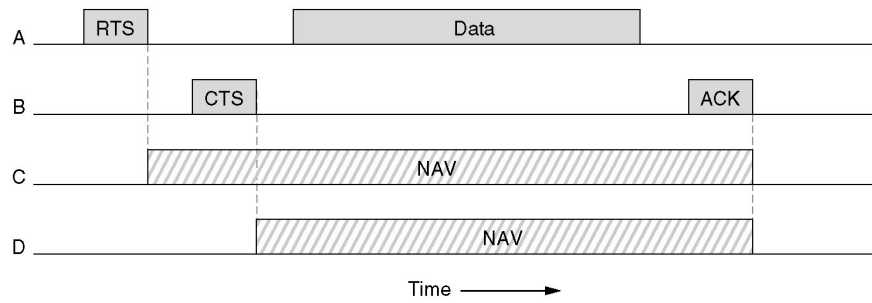 A RTS Data
B CTS ACK
C NAV
D NAV
Time